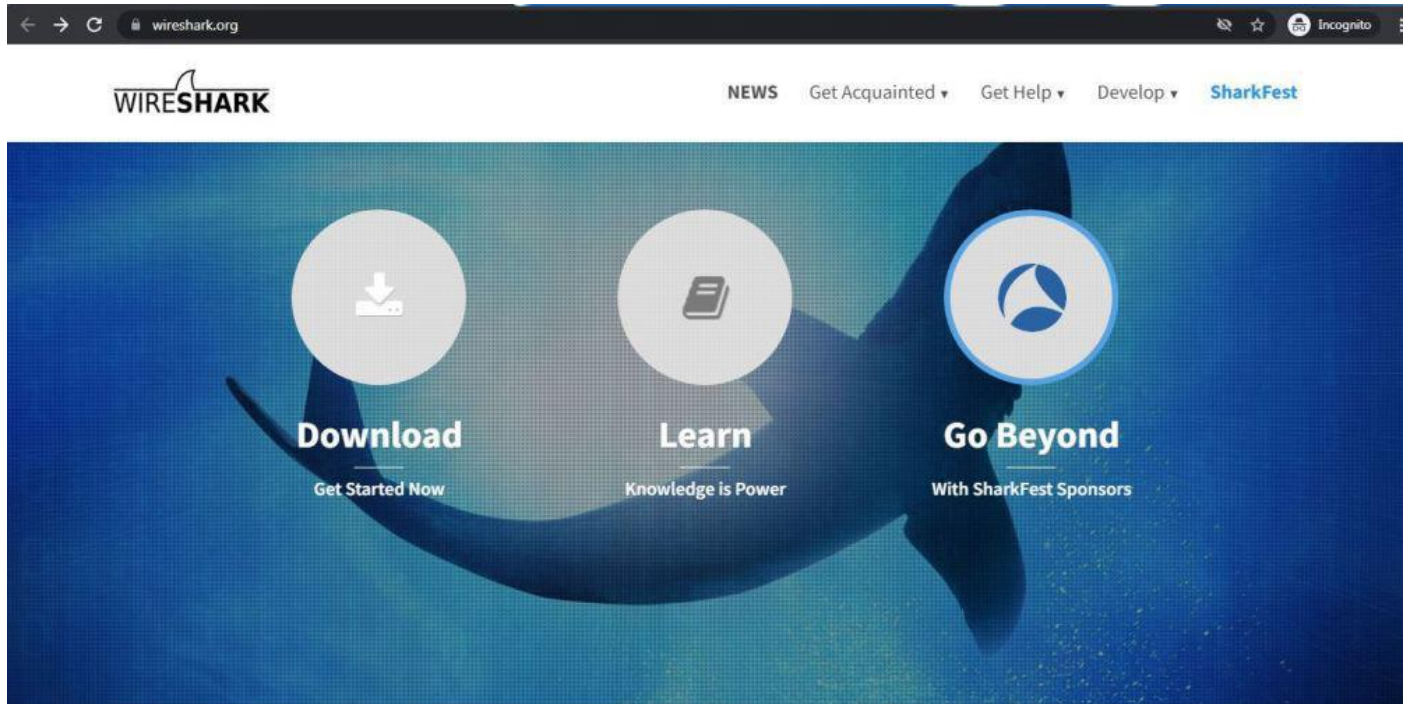 wireshark.org
Incognito
WIRESHARK
NEWS Get Acquainted ▾ Get Help ▾ Develop ▾ SharkFest
Download
Learn
Go Beyond
Get Started Now
Knowledge is Power
With SharkFest Sponsors